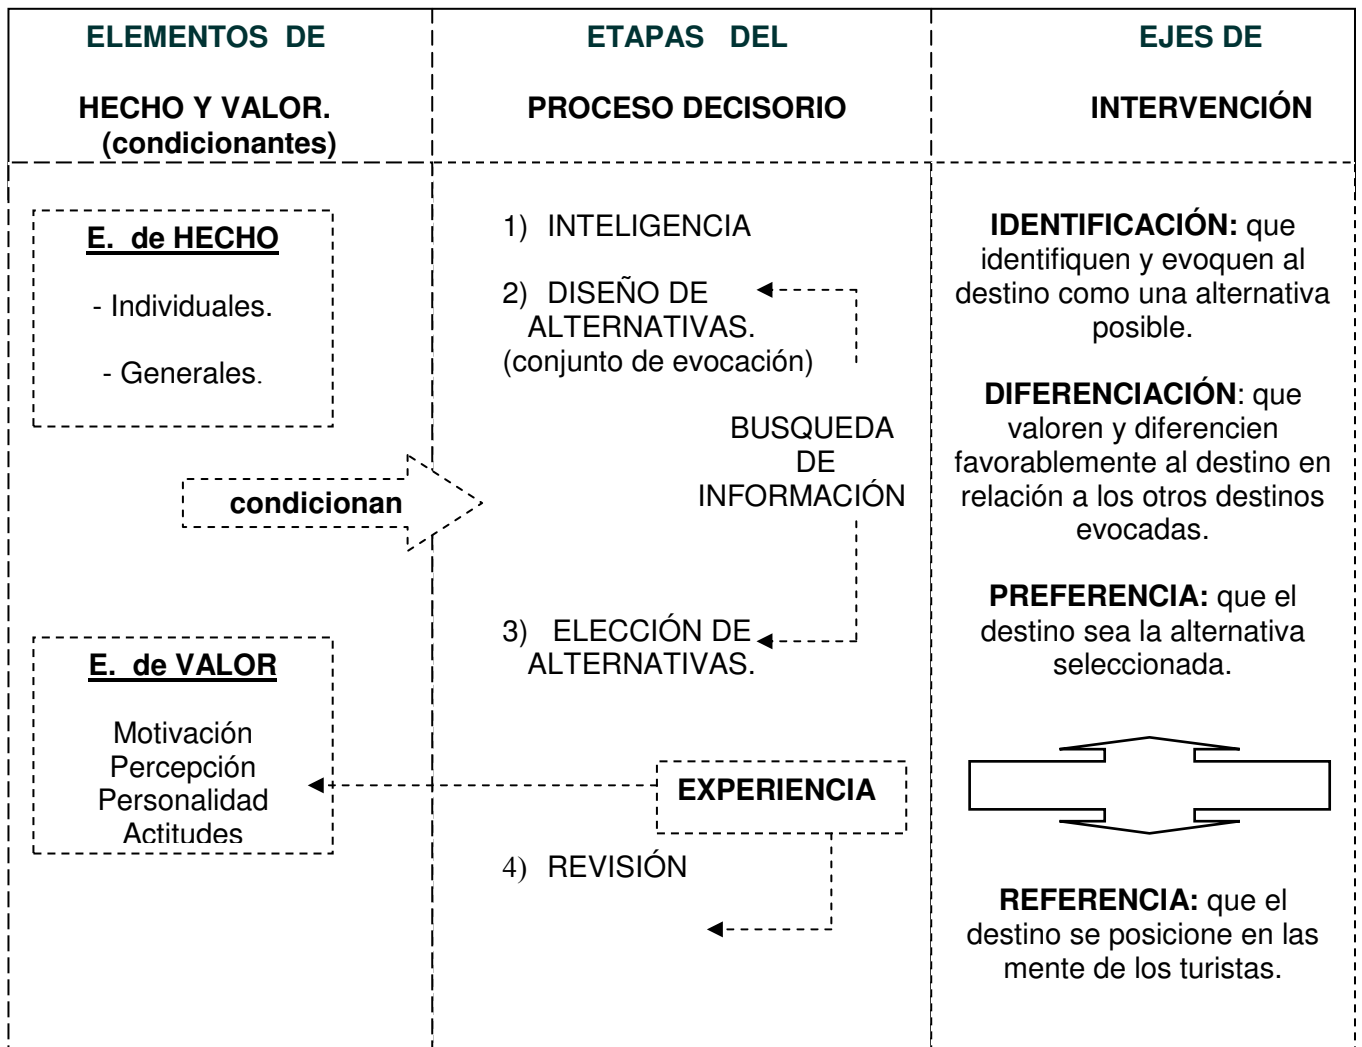 ELEMENTOS DE
HECHO Y VALOR.
(condicionantes)
E. de HECHO
- Individuales.
- Generales.
condicionan
E. de VALOR
Motivación
Percepción
Personalidad
Actitudes
ETAPAS DEL
PROCESO DECISORIO
1) INTELIGENCIA
2) DISEÑO DE
ALTERNATIVAS.
(conjunto de evocación)
BUSQUEDA
DE
INFORMACIÓN
3) ELECCIÓN DE
ALTERNATIVAS.
EXPERIENCIA
4) REVISIÓN
EJES DE
INTERVENCIÓN
IDENTIFICACIÓN: que
identifiquen y evoquen al
destino como una alternativa
posible.
DIFERENCIACIÓN: que
valoren y diferencien
favorablemente al destino en
relación a los otros destinos
evocadas.
PREFERENCIA: que el
destino sea la alternativa
seleccionada.
REFERENCIA: que el
destino se posicione en las
mente de los turistas.